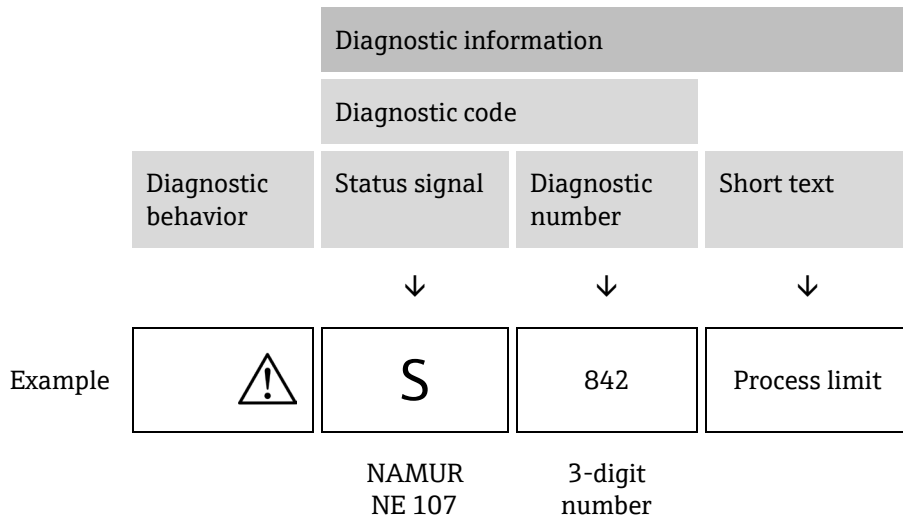 Diagnostic information
Diagnostic code
Diagnostic
behavior
Status signal
Diagnostic
number
Short text
Example
S
842
Process limit
NAMUR
NE 107
3-digit
number